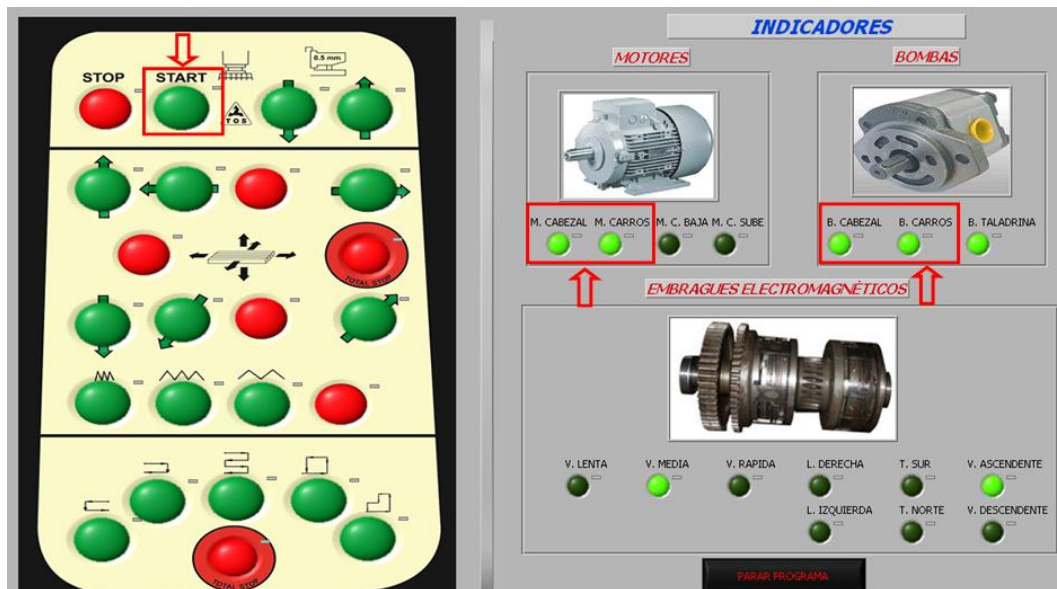 STOP
START
0.5 mm
TOS
TOTAL STOP
TOTAL STOP
INDICADORES
MOTORES
BOMBAS
M. CABEZAL M. CARROS M. C. BAJA M. C. SUBE
B. CABEZAL B. CARROS B. TALADRINA
EMBRAGUES ELECTROMAGNÈTICOS
V. LENTA V. MEDIA V. RAPIDA L. DERECHA T. SUR V. ASCENDENTE
L. IZQUIERDA T. NORTE V. DESCENDENTE
PARAR PROGRAMA